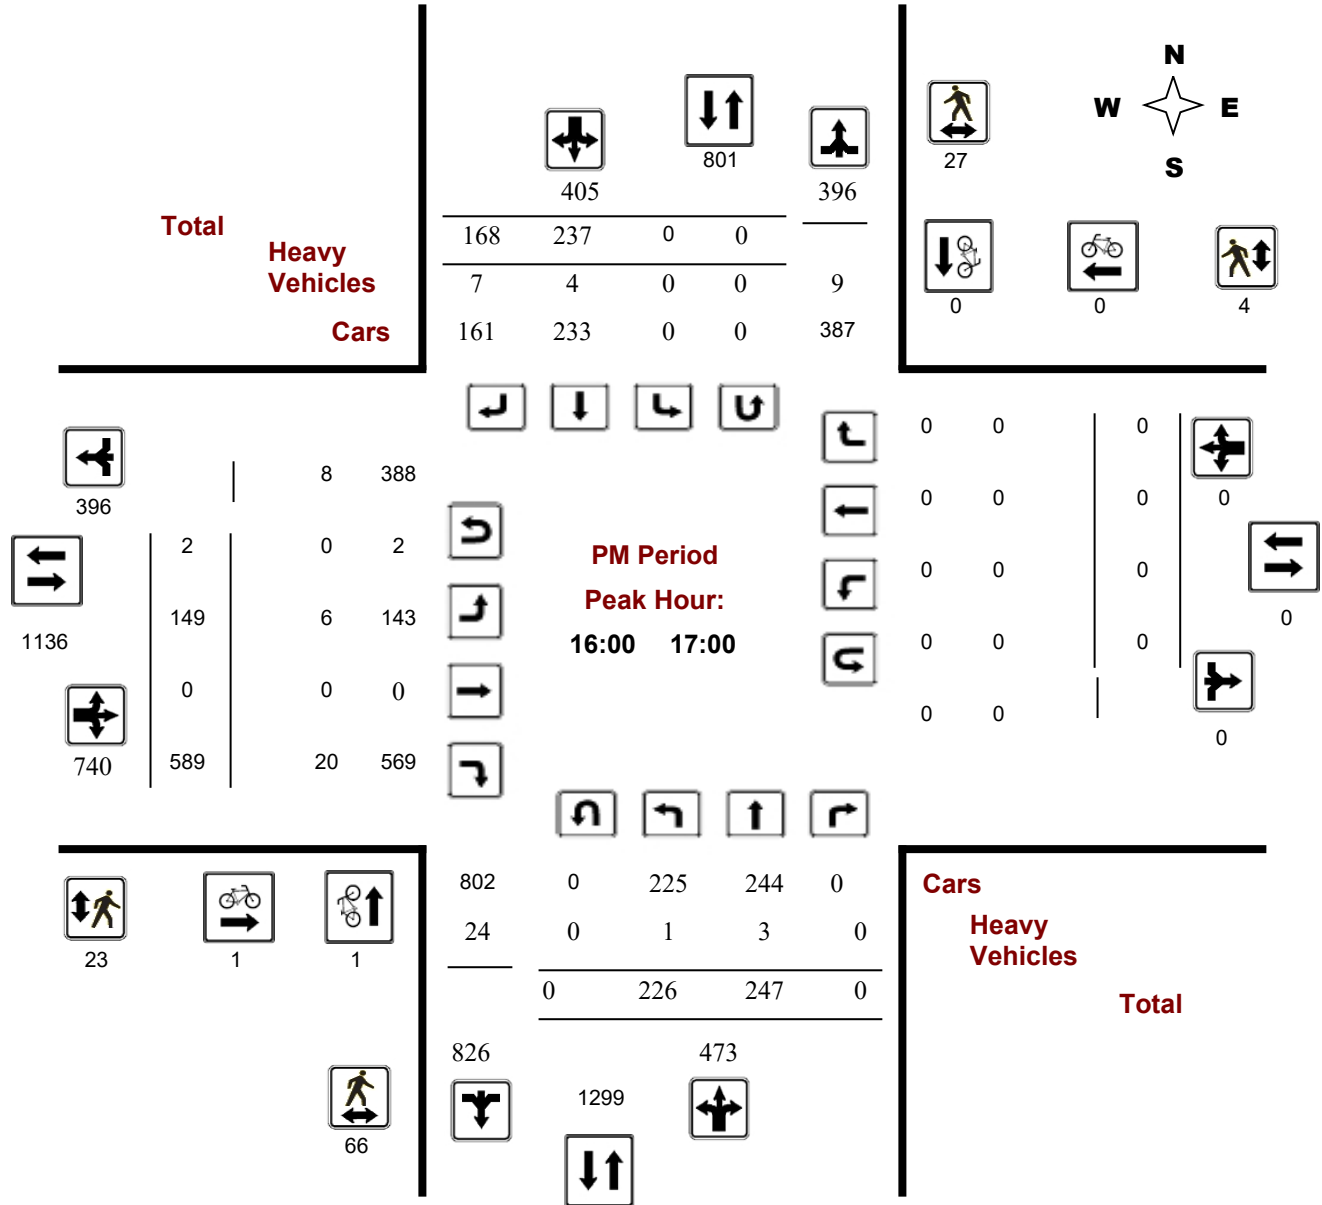 N
W E
S
801
27
405 396
Total
168 237 0 0
Heavy
Vehicles
7 4 0 0 9
0 0 4
Cars
161 233 0 0 387
0 0 0
8 388
396
0 0 0 0
2 0 2
PM Period
0 0 0
Peak Hour:
149 6 143
0
1136
16:00 17:00
0 0 0
0 0 0
0 0
0
740 589 20 569
802 0 225 244 0
Cars
24 0 1 3 0
Heavy
Vehicles
23 1 1
0 226 247 0
Total
826 473
1299
66